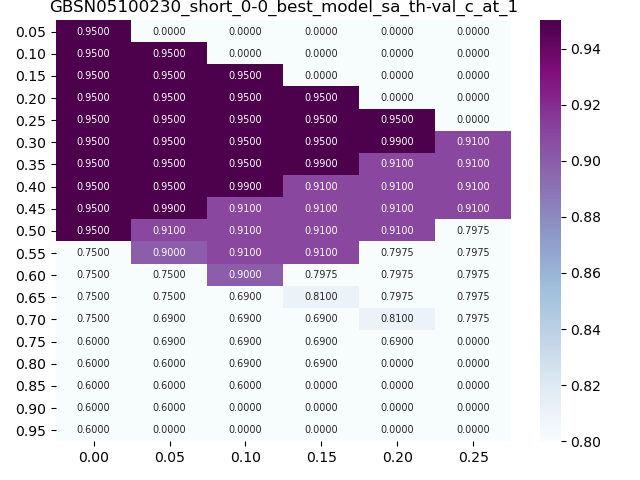 GBSN05100230_short_0-0_best_model_sa_th-val_c_at_1
0.05 0.9500 0.0000 0.0000 0.0000 0.0000 0.0000
0.10 0.9500 0.9500 0.0000 0.0000 0.0000 0.0000
0.15 0.9500 0.9500 0.9500 0.0000 0.0000 0.0000
0.20 0.9500 0.9500 0.9500 0.9500 0.0000 0.0000
0.25 0.9500 0.9500 0.9500 0.9500 0.9500 0.0000
0.30 0.9500 0.9500 0.9500 0.9500 0.9900 0.9100
0.35 0.9500 0.9500 0.9500 0.9900 0.9100 0.9100
0.40 0.9500 0.9500 0.9900 0.9100 0.9100 0.9100
0.45 0.9500 0.9900 0.9100 0.9100 0.9100 0.9100
0.50 0.9500 0.9100 0.9100 0.9100 0.9100 0.7975
0.55 0.7500 0.9000 0.9100 0.9100 0.7975 0.7975
0.60 0.7500 0.7500 0.9000 0.7975 0.7975 0.7975
0.65 0.7500 0.7500 0.6900 0.8100 0.7975 0.7975
0.70 0.7500 0.6900 0.6900 0.6900 0.8100 0.7975
0.75 0.6000 0.6900 0.6900 0.6900 0.6900 0.0000
0.80 0.6000 0.6000 0.6900 0.6900 0.0000 0.0000
0.85 0.6000 0.6000 0.6000 0.0000 0.0000 0.0000
0.90 0.6000 0.6000 0.0000 0.0000 0.0000 0.0000
0.95 0.6000 0.0000 0.0000 0.0000 0.0000 0.0000
0.00 0.05 0.10 0.15 0.20 0.25
0.94
0.92
0.90
0.88
0.86
0.84
0.82
0.80